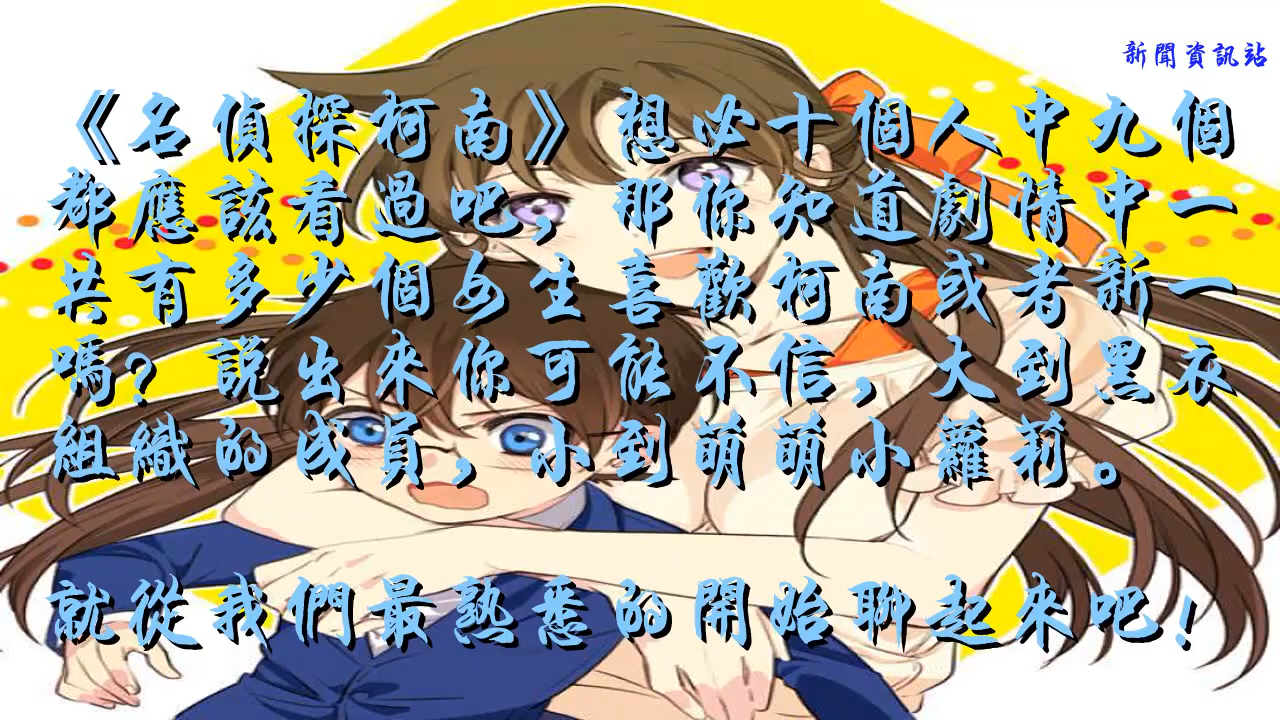 新聞資訊站
《名偵探柯南》想必十個人中九個
都應該看過吧，那你知道劇情中一
共有多少個女生喜歡柯南或者新一
嗎？說出來你可能不信，大到黑衣
組織的成員，小到萌萌小蘿莉。
就從我們最熟悉的開始聊起來吧！